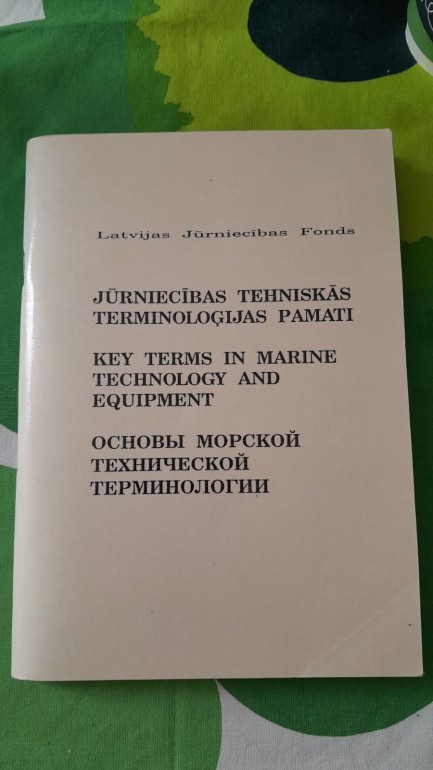 Latvijas Jūrniecības Fonds
JŪRNIECĪBAS TEHNISKĀS
TERMINOLOĢIJAS PAMATI
KEY TERMS IN MARINE
TECHNOLOGY AND
EQUIPMENT
ОСНОВЫ МОРСКОЙ
ТЕХНИЧЕСКОЙ
ТЕРМИНОЛОГИИ